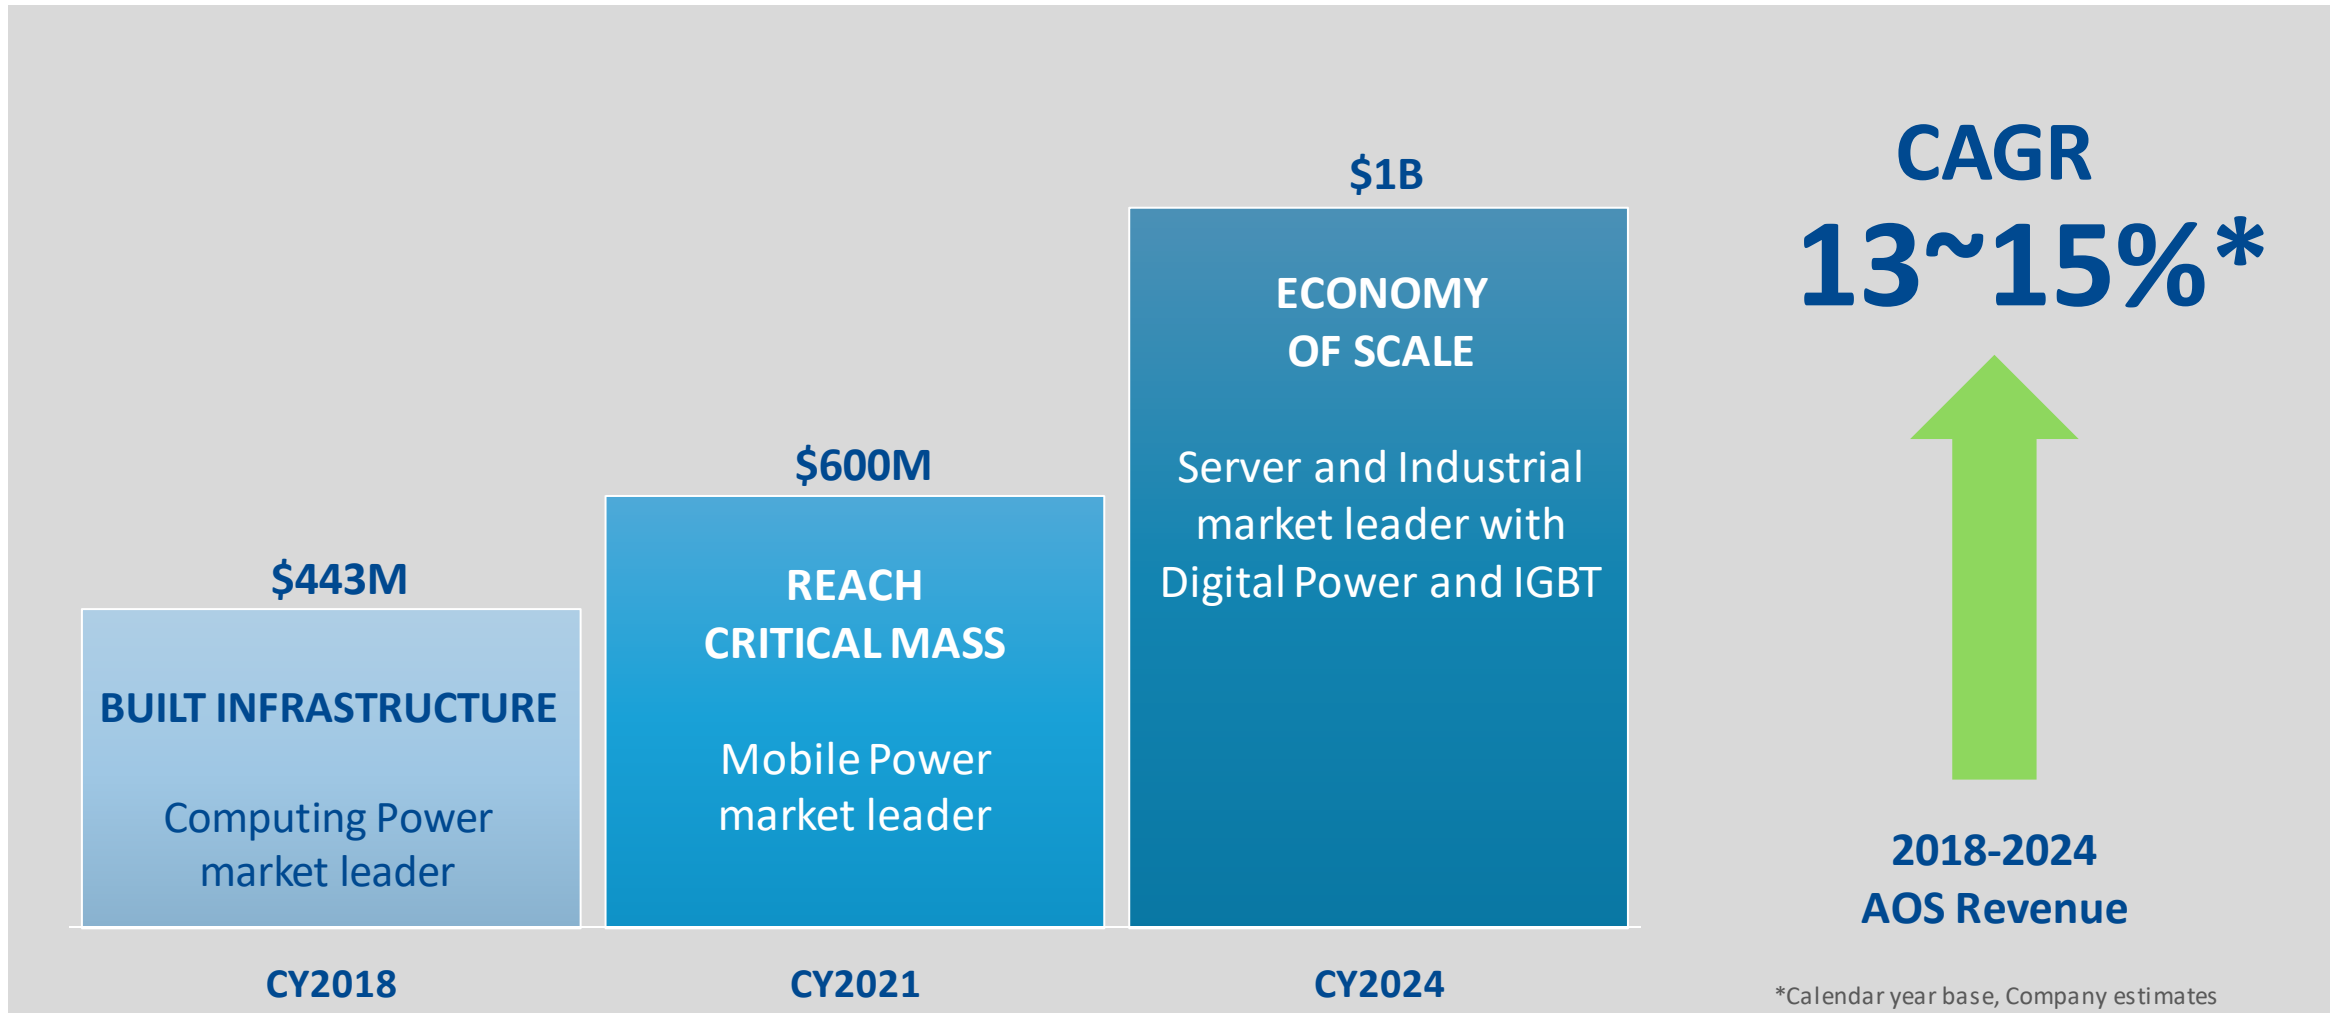 $443M
BUILT INFRASTRUCTURE
Computing Power
market leader
CY2018
$600M
REACH
CRITICAL MASS
Mobile Power
market leader
CY2021
$1B
ECONOMY
OF SCALE
Server and Industrial
market leader with
Digital Power and IGBT
CY2024
CAGR
13~15%*
2018-2024
AOS Revenue
*Calendar year base, Company estimates